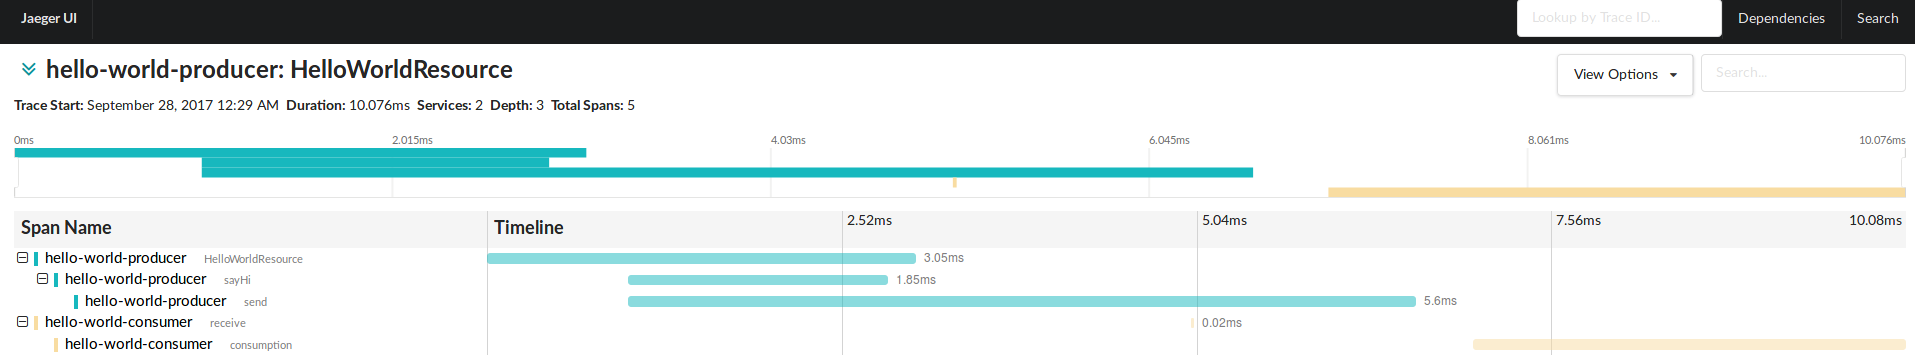 Jaeger UI Lookup by Trace ID... Dependencies Search
hello-world-producer: HelloWorldResource View Options Search...
Trace Start: September 28, 2017 12:29 AM Duration: 10.076ms Services: 2 Depth: 3 Total Spans: 5
0ms 2.015ms 4.03ms 6.045ms 8.061ms 10.076ms
Span Name Timeline 2.52ms 5.04ms 7.56ms 10.08ms
hello-world-producer HelloWorldResource 3.05ms
hello-world-producer sayHi 1.85ms
hello-world-producer send 5.6ms
hello-world-consumer receive 0.02ms
hello-world-consumer consumption